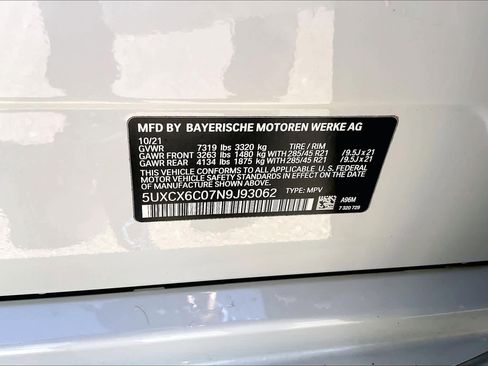 MFD BY BAYERISCHE MOTOREN WERKE AG
10/21
GVWR 7319 lbs 3320 kg TIRE / RIM
GAWR FRONT 3263 lbs 1480 kg WITH 285/45 R21 /9.5J x 21
GAWR REAR 4134 lbs 1875 kg WITH 285/45 R21 /9.5J x 21
THIS VEHICLE CONFORMS TO ALL APPLICABLE U.S. FEDERAL
MOTOR VEHICLE SAFETY STANDARDS IN EFFECT ON THE
DATE OF MANUFACTURE SHOWN ABOVE.
5UXCX6C07N9J93062 TYPE: MPV A96M
7 320 729